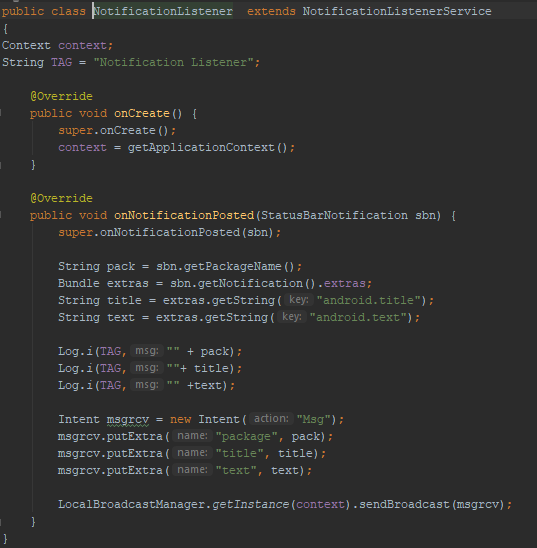 public class NotificationListener  extends NotificationListenerService
{
Context context;
String TAG = "Notification Listener";
@Override
public void onCreate() {
super.onCreate();
context = getApplicationContext();
}
@Override
public void onNotificationPosted(StatusBarNotification sbn) {
super.onNotificationPosted(sbn);
String pack = sbn.getPackageName();
Bundle extras = sbn.getNotification().extras;
String title = extras.getString( key: "android.title");
String text = extras.getString( key: "android.text");
Log.i(TAG, msg: "" + pack);
Log.i(TAG, msg: ""+ title);
Log.i(TAG, msg: "" +text);
Intent msgrcv = new Intent( action: "Msg");
msgrcv.putExtra( name: "package", pack);
msgrcv.putExtra( name: "title", title);
msgrcv.putExtra( name: "text", text);
LocalBroadcastManager.getInstance(context).sendBroadcast(msgrcv);
}
}